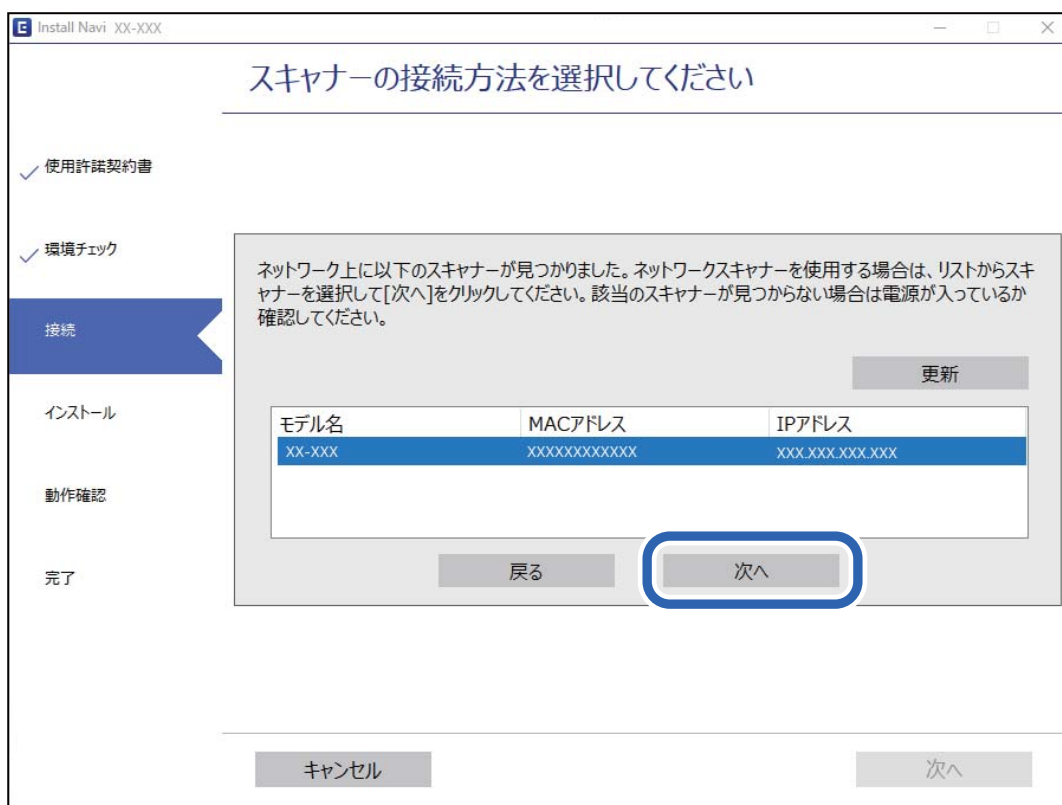 E Install Navi XX-XXX
スキャナーの接続方法を選択してください
使用許諾契約書
環境チェック
接続
インストール
動作確認
完了
ネットワーク上に以下のスキャナーが見つかりました。ネットワークスキャナーを使用する場合は、リストからスキ
ャナーを選択して[次へ]をクリックしてください。該当のスキャナーが見つからない場合は電源が入っているか
確認してください。
更新
モデル名 MACアドレス IPアドレス
XX-XXX XXXXXXXXXXXX XXX.XXX.XXX.XXX
戻る 次へ
キャンセル 次へ